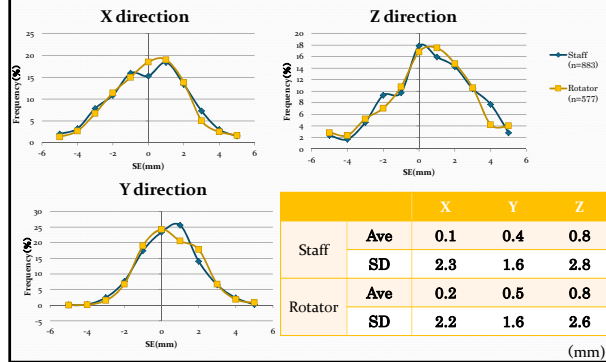 X direction
25
20
15
10
5
0
-6 -4 -2 0 2 4 6
Frequency(%)
SE(mm)
Z direction
20
18
16
14
12
10
8
6
4
2
0
-6 -4 -2 0 2 4 6
Frequency(%)
SE(mm)
Staff
(n=883)
Rotator
(n=577)
Y direction
30
25
20
15
10
5
0
-5
-6 -4 -2 0 2 4 6
Frequency(%)
SE(mm)
X Y Z
Staff Ave 0.1 0.4 0.8
SD 2.3 1.6 2.8
Rotator Ave 0.2 0.5 0.8
SD 2.2 1.6 2.6
(mm)